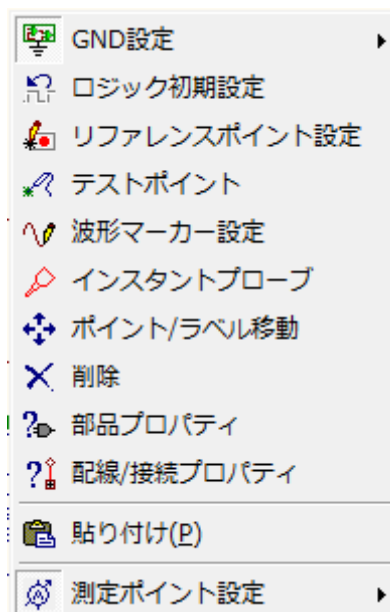 GND設定
ロジック初期設定
リファレンスポイント設定
テストポイント
波形マーカー設定
インスタントプローブ
ポイント/ラベル移動
削除
部品プロパティ
配線/接続プロパティ
貼り付け(P)
測定ポイント設定